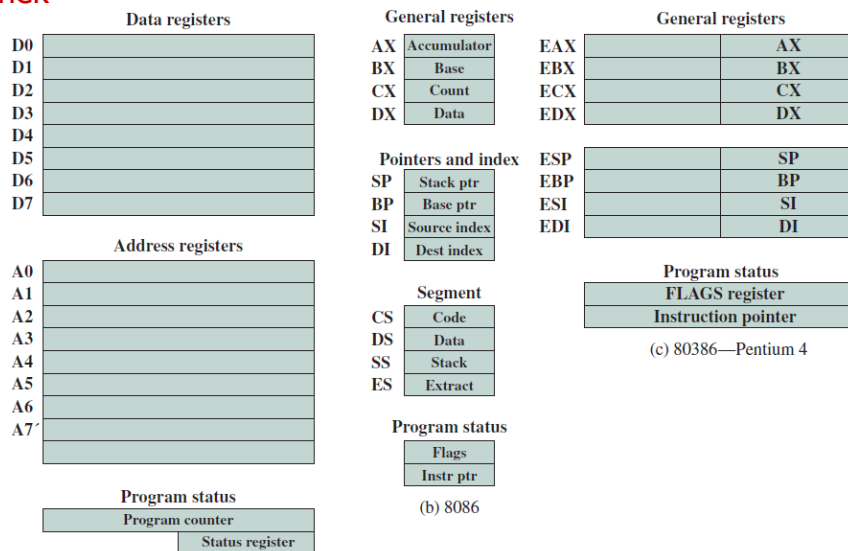 Data registers
D0
D1
D2
D3
D4
D5
D6
D7
Address registers
A0
A1
A2
A3
A4
A5
A6
A7´
Program status
Program counter
Status register
General registers
AX Accumulator
BX Base
CX Count
DX Data
Pointers and index
SP Stack ptr
BP Base ptr
SI Source index
DI Dest index
Segment
CS Code
DS Data
SS Stack
ES Extract
Program status
Flags
Instr ptr
(b) 8086
General registers
EAX AX
EBX BX
ECX CX
EDX DX
ESP SP
EBP BP
ESI SI
EDI DI
Program status
FLAGS register
Instruction pointer
(c) 80386—Pentium 4